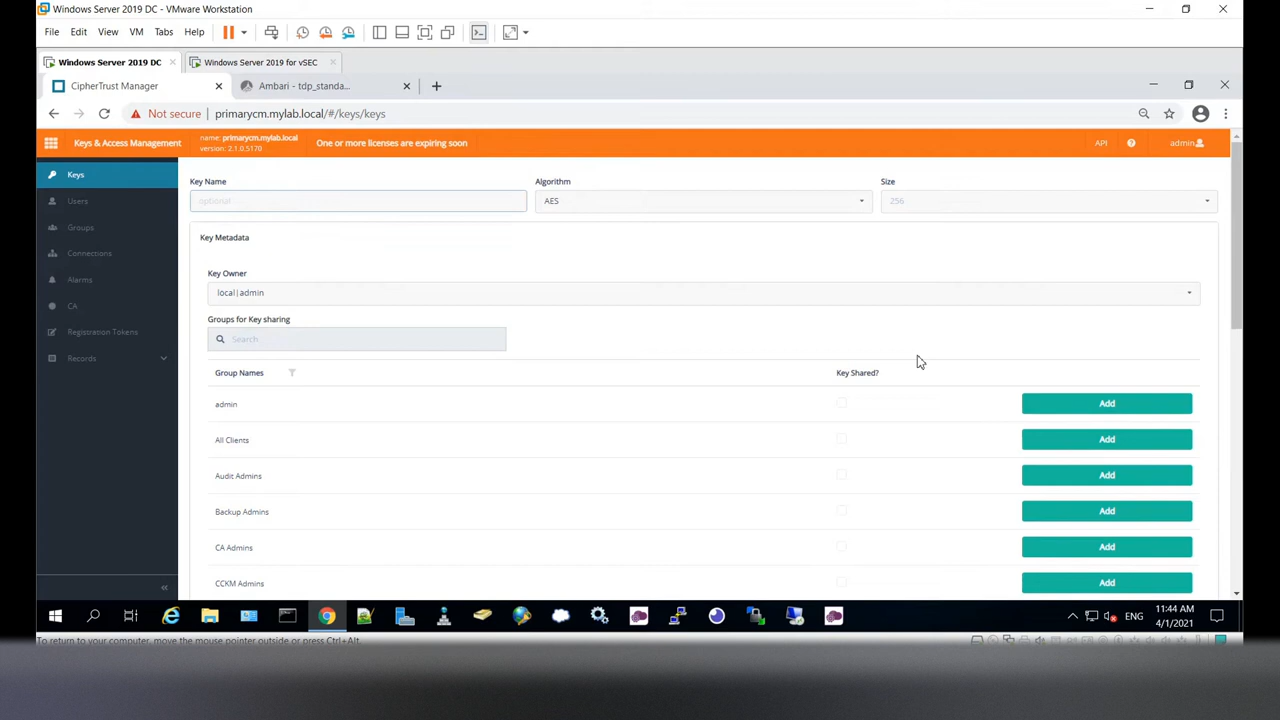 Windows Server 2019 DC - VMware Workstation
File Edit View VM Tabs Help
Windows Server 2019 DC Windows Server 2019 for vSEC
CipherTrust Manager Ambari - tdp_standa...
Not secure primarycm.mylab.local/#/keys/keys
Keys & Access Management name: primarycm.mylab.local One or more licenses are expiring soon API admin
version: 2.1.0.5170
Keys
Users
Groups
Connections
Alarms
CA
Registration Tokens
Records
Key Name Algorithm Size
optional AES 256
Key Metadata
Key Owner
local|admin
Groups for Key sharing
Search
Group Names Key Shared?
admin Add
All Clients Add
Audit Admins Add
Backup Admins Add
CA Admins Add
CCKM Admins Add
ENG 11:44 AM
4/1/2021
To return to your computer, move the mouse pointer outside or press Ctrl+Alt.